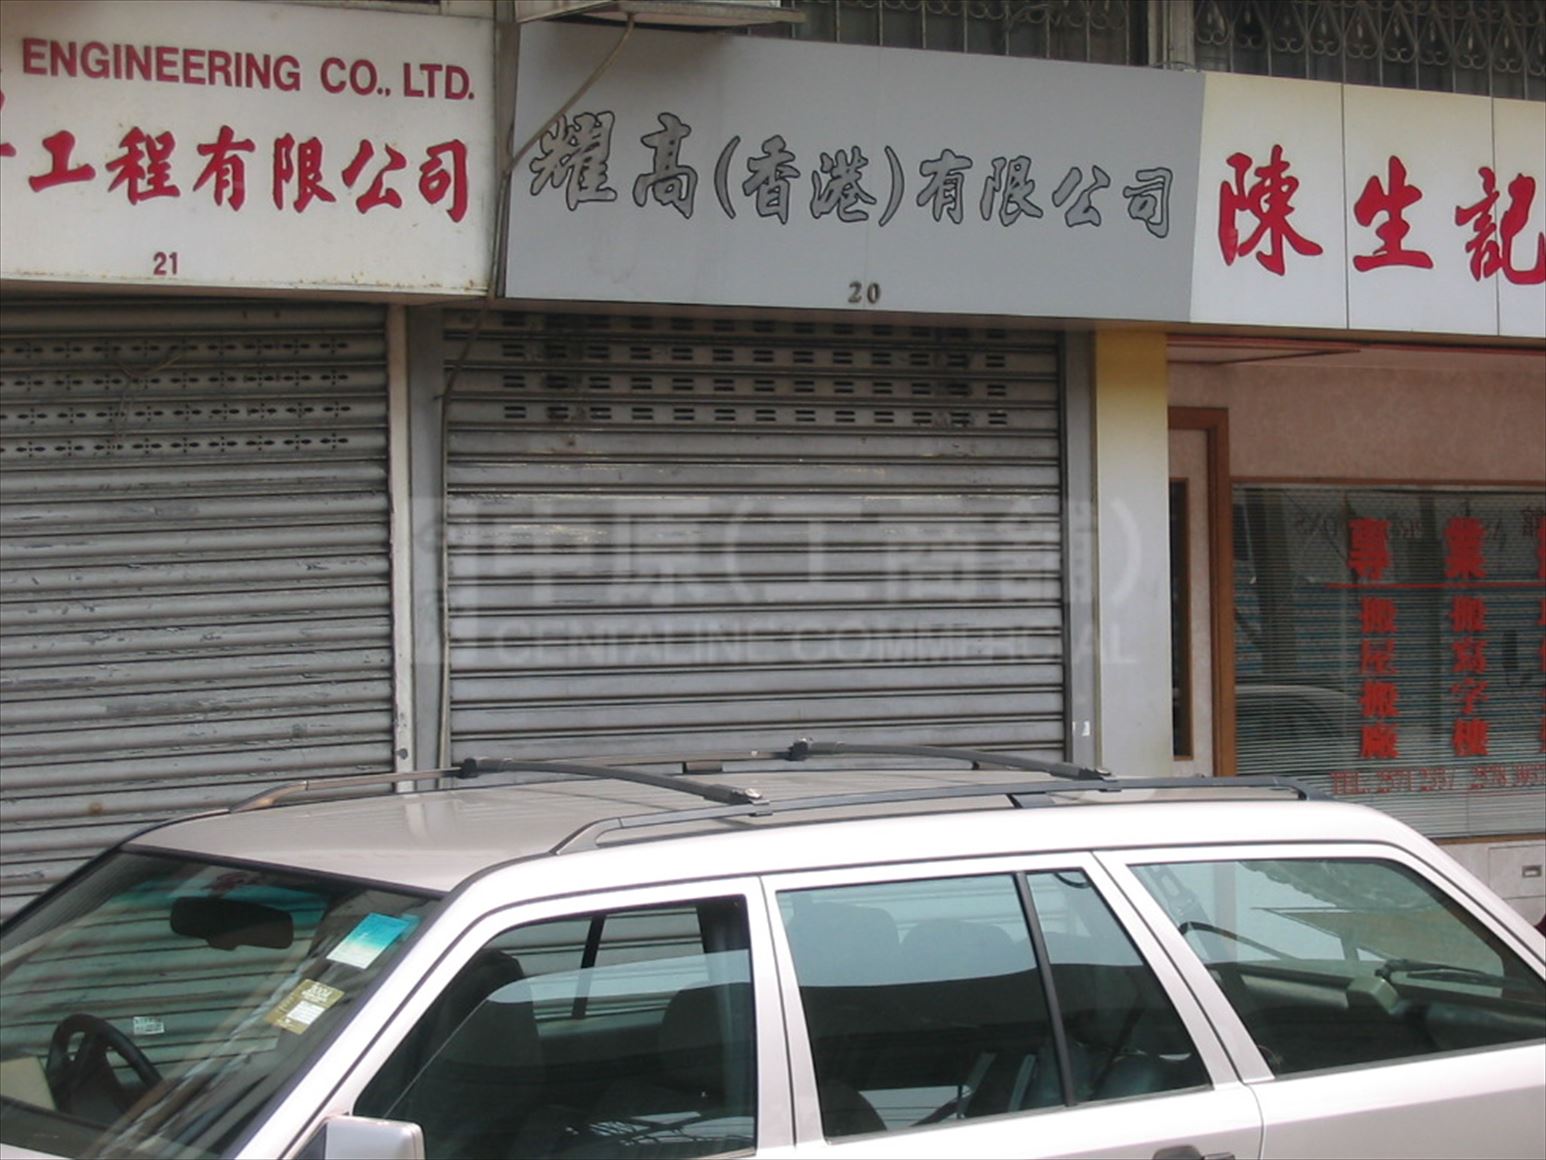 ENGINEERING CO., LTD.
工程有限公司
21
耀高(香港)有限公司
20
陳生記
專業
搬屋搬廠
搬寫字樓
中原(工商舖)
CENTALINE COMMERCIAL